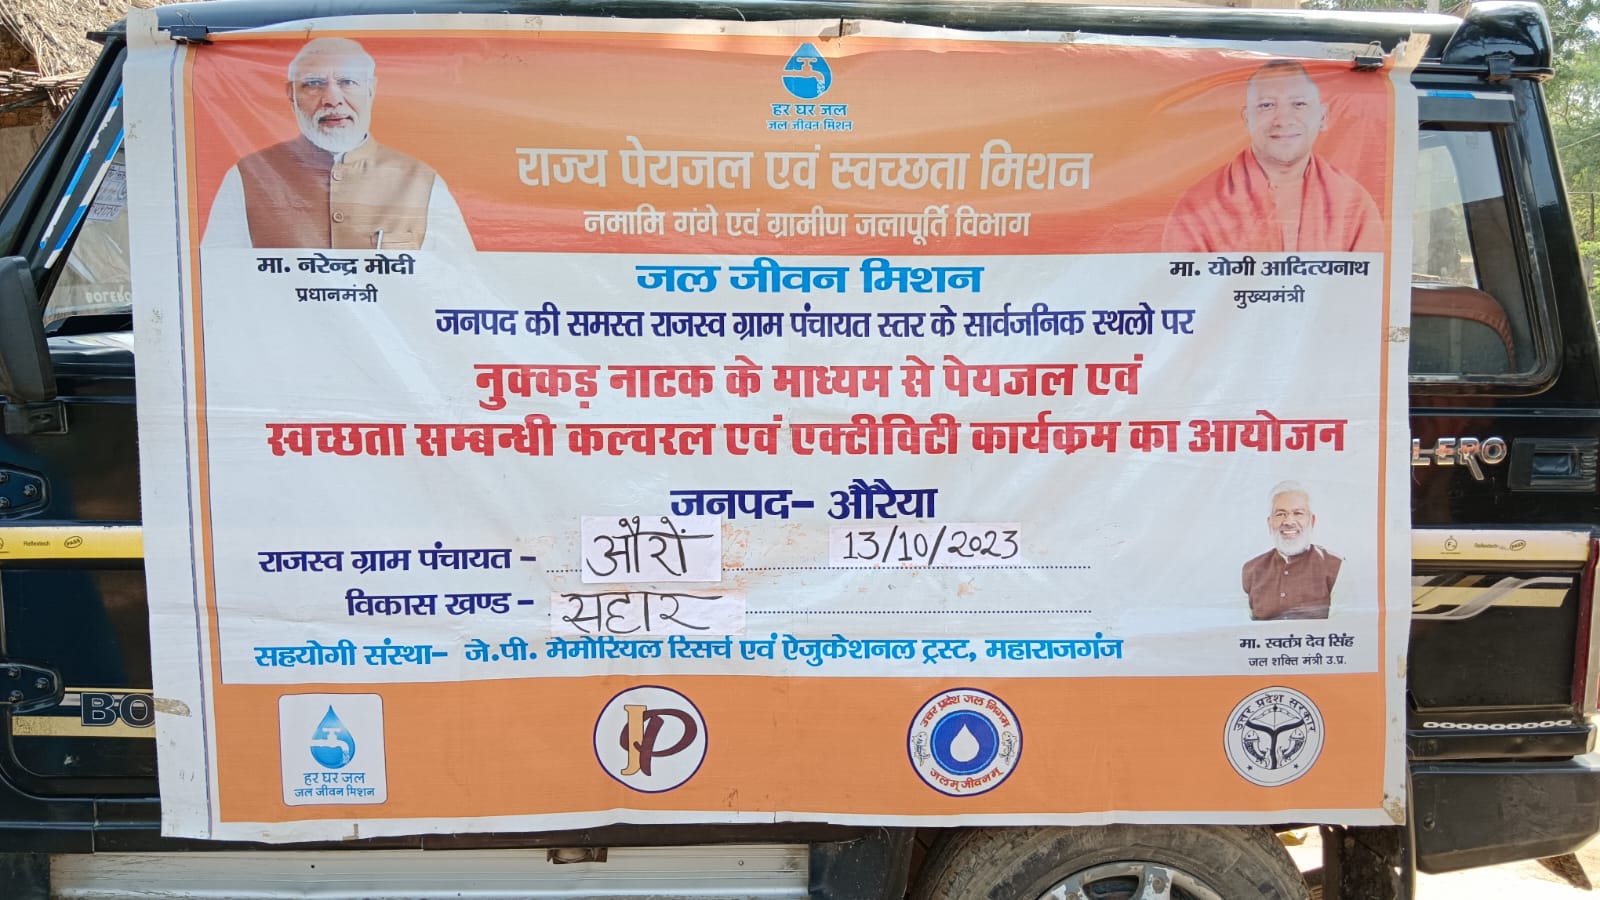 हर घर जल
जल जीवन मिशन
राज्य पेयजल एवं स्वच्छता मिशन
नमामि गंगे एवं ग्रामीण जलापूर्ति विभाग
मा. नरेन्द्र मोदी
प्रधानमंत्री
मा. योगी आदित्यनाथ
मुख्यमंत्री
जल जीवन मिशन
जनपद की समस्त राजस्व ग्राम पंचायत स्तर के सार्वजनिक स्थलो पर
नुक्कड़ नाटक के माध्यम से पेयजल एवं
स्वच्छता सम्बन्धी कल्चरल एवं एक्टीविटी कार्यक्रम का आयोजन
जनपद– औरैया
राजस्व ग्राम पंचायत – औरों 13/10/2023
विकास खण्ड – सहार
सहयोगी संस्था– जे.पी. मेमोरियल रिसर्च एवं ऐजुकेशनल ट्रस्ट, महाराजगंज
मा. स्वतंत्र देव सिंह
जल शक्ति मंत्री उ.प्र.
हर घर जल
जल जीवन मिशन
JP
उत्तर प्रदेश जल निगम
जलम् जीवनम्
उत्तर प्रदेश सरकार
BO
LERO